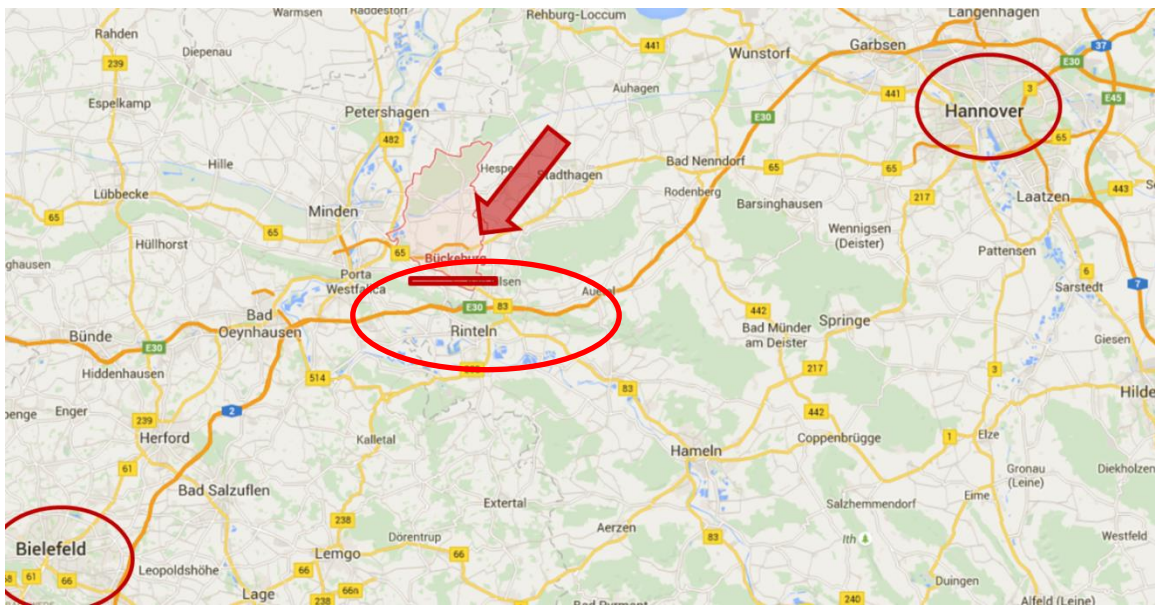 Warmsen
Rehburg-Loccum
Langenhagen
Rahden
Diepenau
441
Wunstorf
Garbsen
37
E30
239
Espelkamp
Auhagen
441
3
E45
Petershagen
Hannover
E30
482
65
Hille
Stadthagen
Bad Nenndorf
65
65
Lübbecke
Rodenberg
217
Laatzen
443
Minden
Barsinghausen
65
65
Wennigsen
(Deister)
Hüllhorst
65
Bückeburg
Pattensen
Porta
Westfalica
6
Sarstedt
7
E30
83
Bad
Oeynhausen
442
Springe
Bünde
Rinteln
Bad Münder
am Deister
Giesen
E30
Hiddenhausen
514
217
3
83
Enger
2
239
442
Herford
Kalletal
Coppenbrügge
1
Elze
Hameln
61
Gronau
(Leine)
Diekholzen
Bad Salzuflen
Extertal
Salzhemmendorf
Eime
238
Dörentrup
Aerzen
83
Ith
Westfeld
Bielefeld
Lemgo
66
61
66
Leopoldshöhe
66
66n
Duingen
Lage
238
240
Alfeld (Leine)